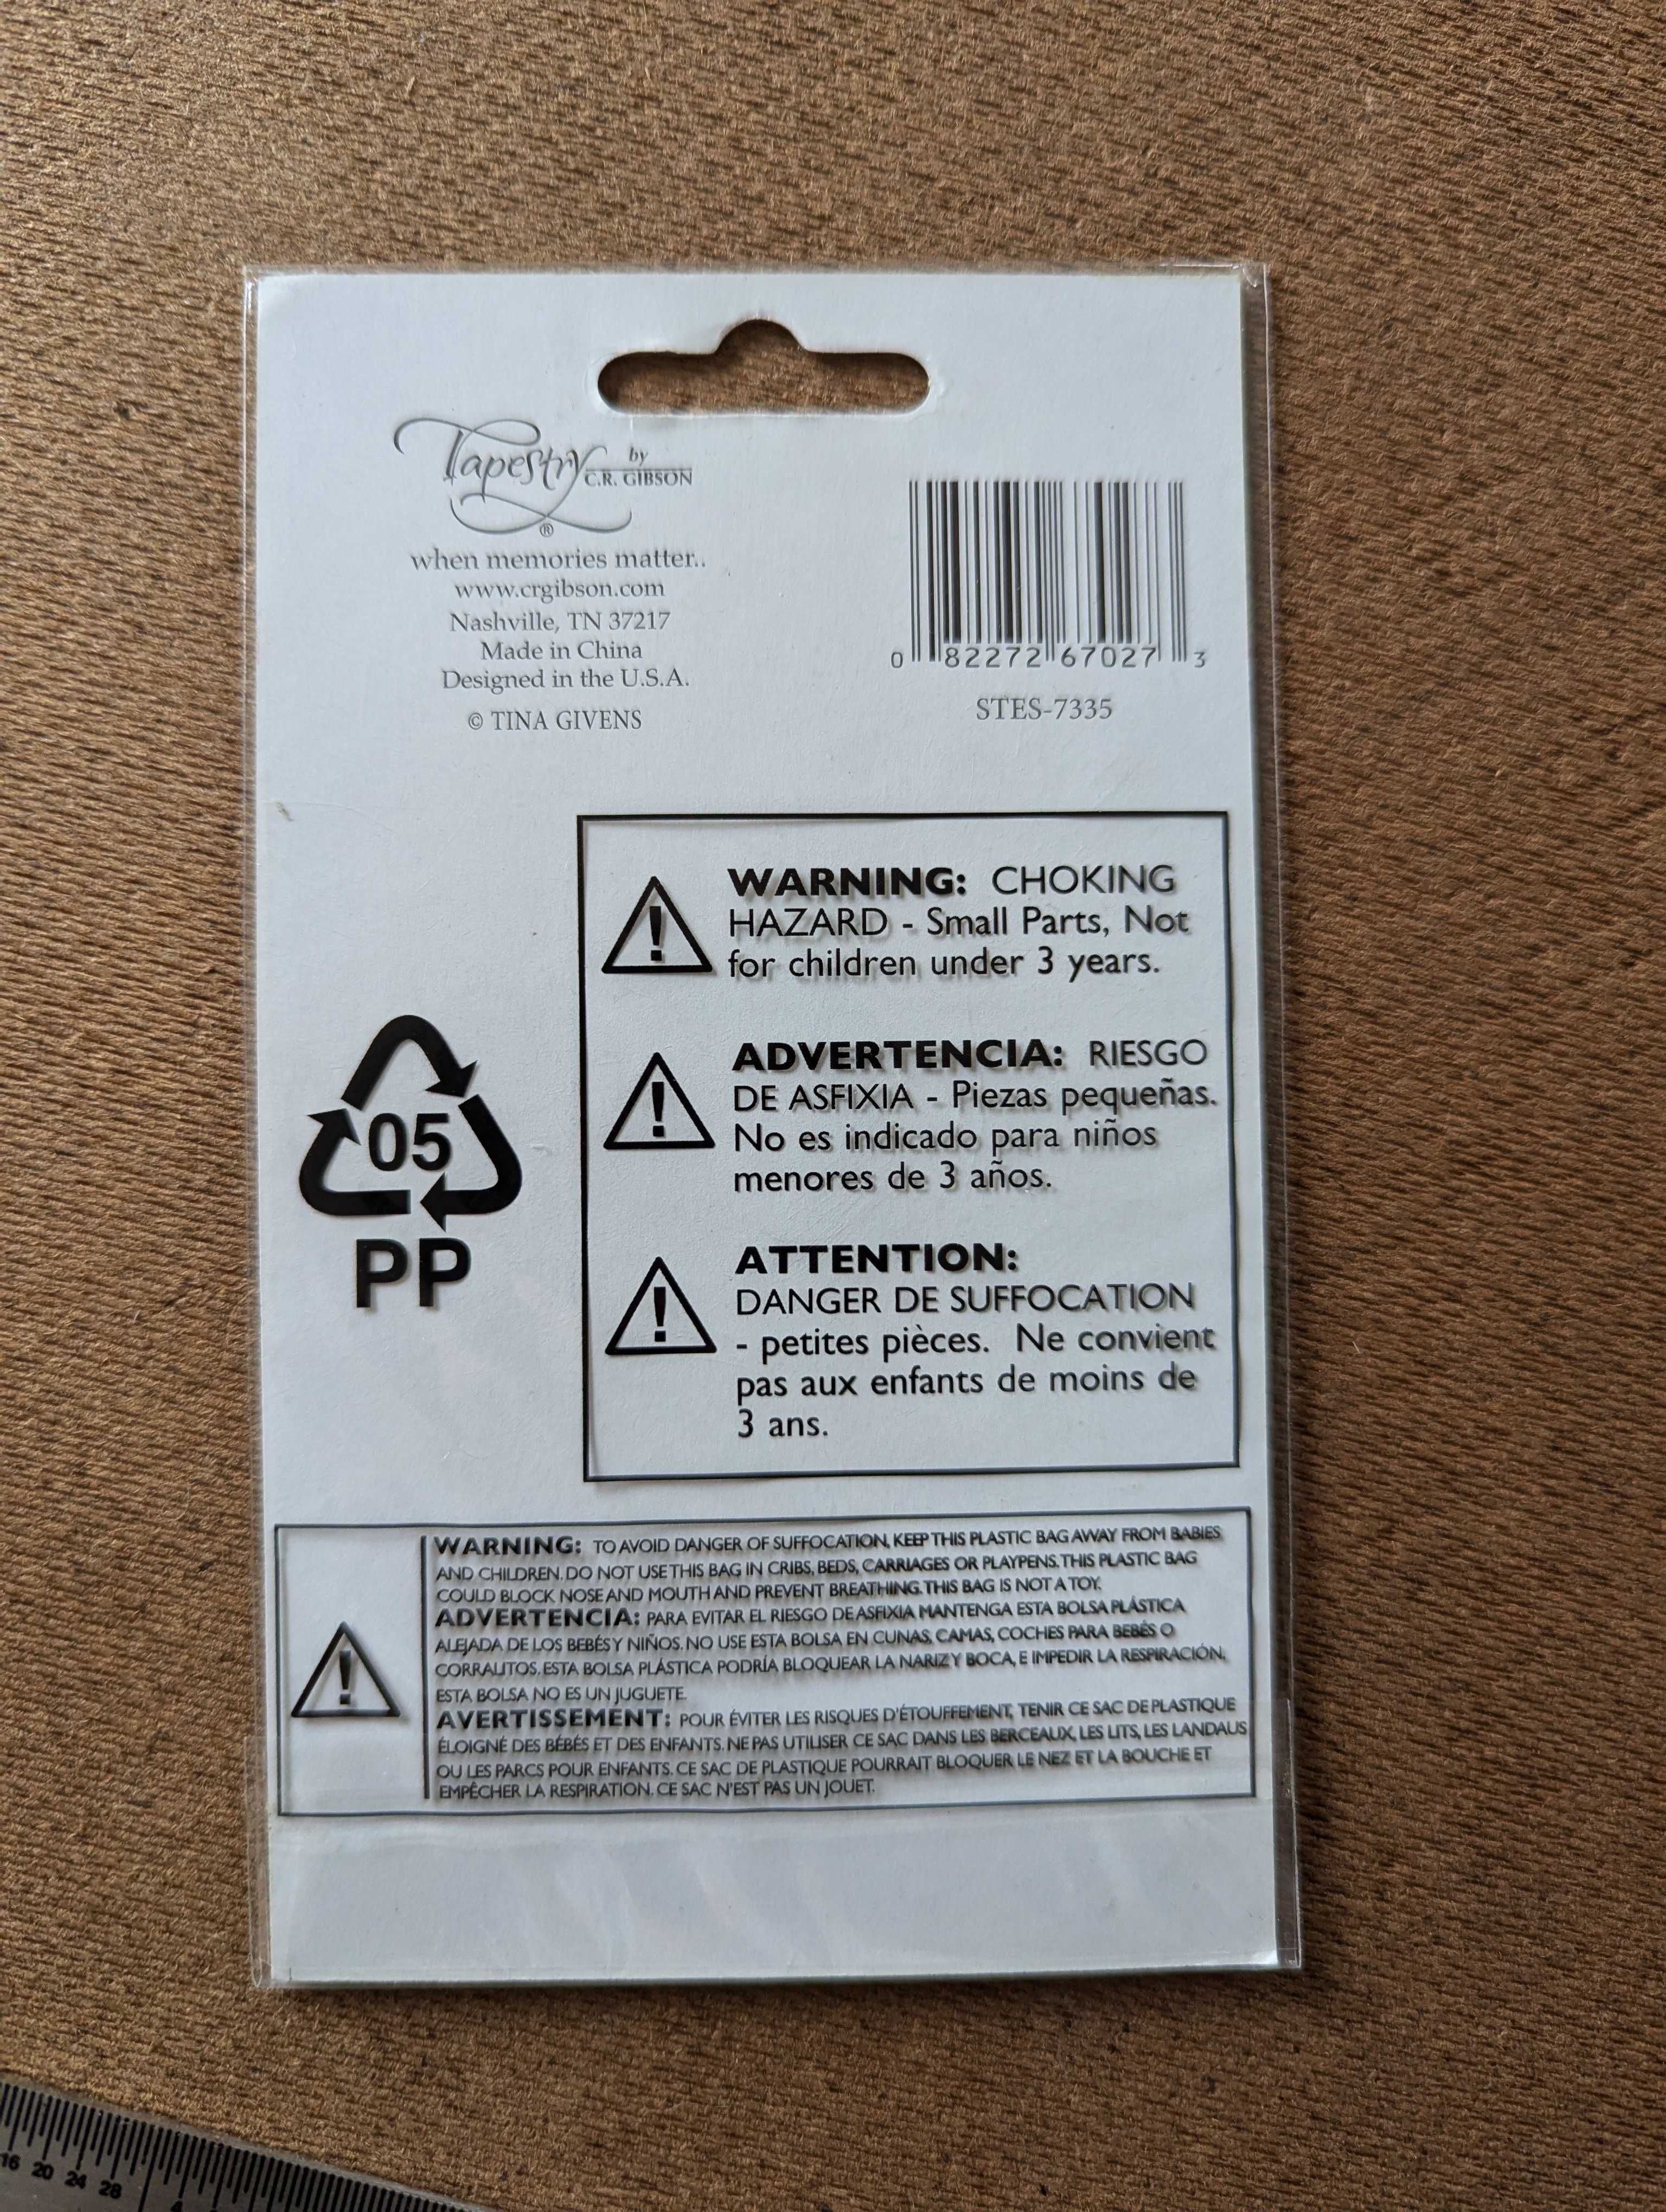 Tapestry by
C.R. GIBSON
®
when memories matter..
www.crgibson.com
Nashville, TN 37217
Made in China
Designed in the U.S.A.
© TINA GIVENS
0 82272 67027 3
STES-7335
WARNING: CHOKING
HAZARD - Small Parts, Not
for children under 3 years.
ADVERTENCIA: RIESGO
DE ASFIXIA - Piezas pequeñas.
No es indicado para niños
menores de 3 años.
ATTENTION:
DANGER DE SUFFOCATION
- petites pièces. Ne convient
pas aux enfants de moins de
3 ans.
05
PP
WARNING: TO AVOID DANGER OF SUFFOCATION, KEEP THIS PLASTIC BAG AWAY FROM BABIES
AND CHILDREN. DO NOT USE THIS BAG IN CRIBS, BEDS, CARRIAGES OR PLAYPENS. THIS PLASTIC BAG
COULD BLOCK NOSE AND MOUTH AND PREVENT BREATHING. THIS BAG IS NOT A TOY.
ADVERTENCIA: PARA EVITAR EL RIESGO DE ASFIXIA MANTENGA ESTA BOLSA PLÁSTICA
ALEJADA DE LOS BEBÉS Y NIÑOS. NO USE ESTA BOLSA EN CUNAS, CAMAS, COCHES PARA BEBÉS O
CORRALITOS. ESTA BOLSA PLÁSTICA PODRÍA BLOQUEAR LA NARIZ Y BOCA, E IMPEDIR LA RESPIRACIÓN.
ESTA BOLSA NO ES UN JUGUETE.
AVERTISSEMENT: POUR ÉVITER LES RISQUES D'ÉTOUFFEMENT, TENIR CE SAC DE PLASTIQUE
ÉLOIGNÉ DES BÉBÉS ET DES ENFANTS. NE PAS UTILISER CE SAC DANS LES BERCEAUX, LES LITS, LES LANDAUS
OU LES PARCS POUR ENFANTS. CE SAC DE PLASTIQUE POURRAIT BLOQUER LE NEZ ET LA BOUCHE ET
EMPÊCHER LA RESPIRATION. CE SAC N'EST PAS UN JOUET.
16 20 24 28
4